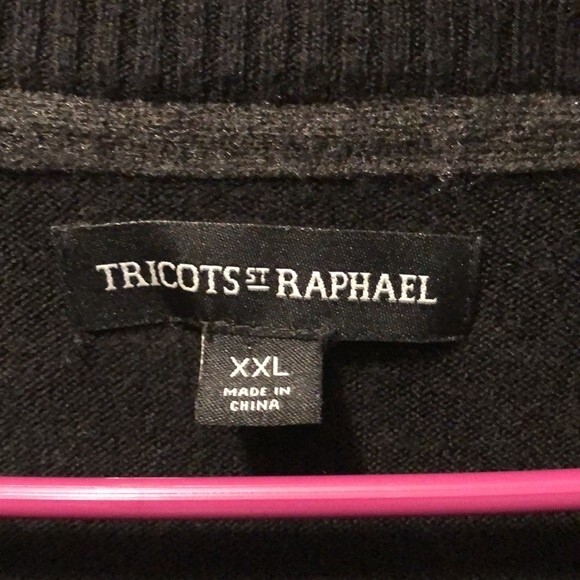 TRICOTS ST RAPHAEL
XXL
MADE IN
CHINA